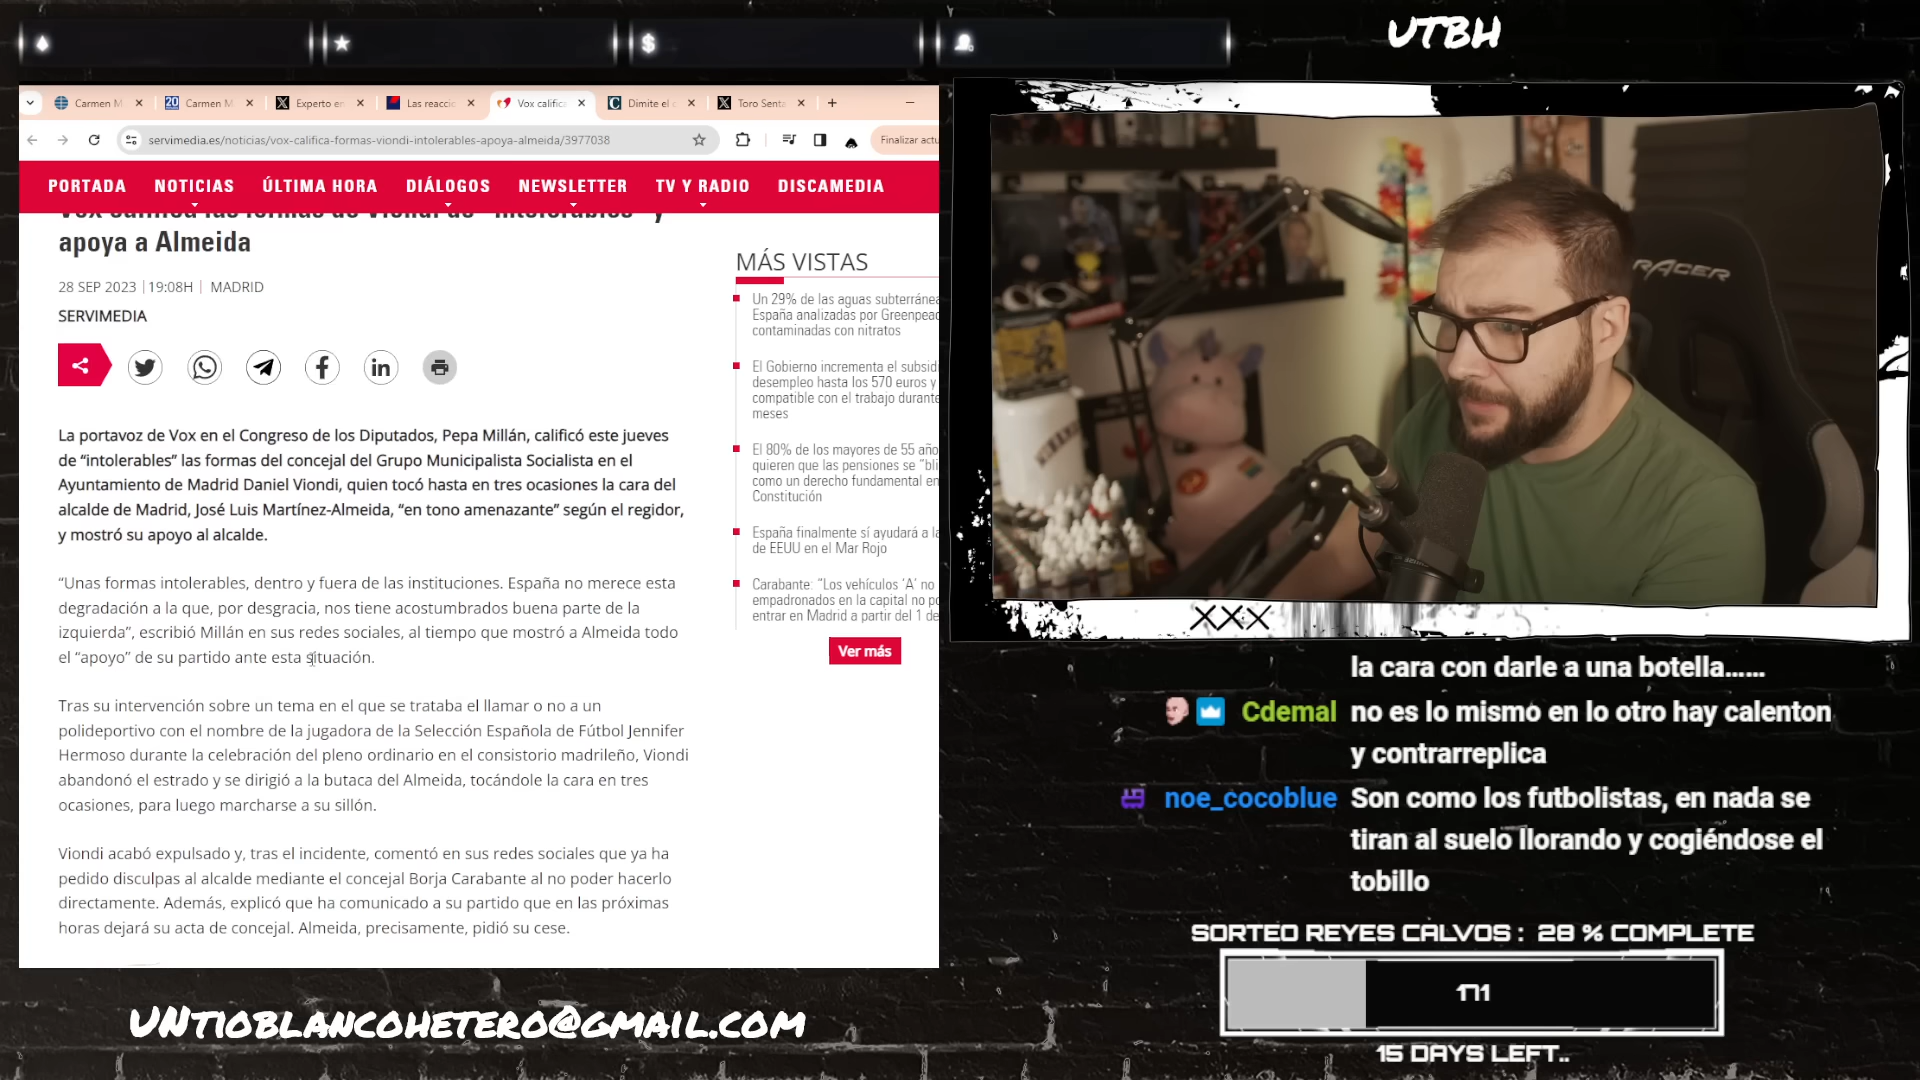 UTBH
Carmen M
Carmen M
Experto en
Las reaccio
Vox califica
Dimite el c
Toro Senta
servimedia.es/noticias/vox-califica-formas-viondi-intolerables-apoya-almeida/3977038
Finalizar actu
PORTADA NOTICIAS ÚLTIMA HORA DIÁLOGOS NEWSLETTER TV Y RADIO DISCAMEDIA
Vox califica las formas de Viondi de "intolerables" y
apoya a Almeida
28 SEP 2023 | 19:08H | MADRID
SERVIMEDIA
La portavoz de Vox en el Congreso de los Diputados, Pepa Millán, calificó este jueves
de “intolerables” las formas del concejal del Grupo Municipalista Socialista en el
Ayuntamiento de Madrid Daniel Viondi, quien tocó hasta en tres ocasiones la cara del
alcalde de Madrid, José Luis Martínez-Almeida, “en tono amenazante” según el regidor,
y mostró su apoyo al alcalde.
“Unas formas intolerables, dentro y fuera de las instituciones. España no merece esta
degradación a la que, por desgracia, nos tiene acostumbrados buena parte de la
izquierda”, escribió Millán en sus redes sociales, al tiempo que mostró a Almeida todo
el “apoyo” de su partido ante esta situación.
Tras su intervención sobre un tema en el que se trataba el llamar o no a un
polideportivo con el nombre de la jugadora de la Selección Española de Fútbol Jennifer
Hermoso durante la celebración del pleno ordinario en el consistorio madrileño, Viondi
abandonó el estrado y se dirigió a la butaca del Almeida, tocándole la cara en tres
ocasiones, para luego marcharse a su sillón.
Viondi acabó expulsado y, tras el incidente, comentó en sus redes sociales que ya ha
pedido disculpas al alcalde mediante el concejal Borja Carabante al no poder hacerlo
directamente. Además, explicó que ha comunicado a su partido que en las próximas
horas dejará su acta de concejal. Almeida, precisamente, pidió su cese.
MÁS VISTAS
Un 29% de las aguas subterránea
España analizadas por Greenpeac
contaminadas con nitratos
El Gobierno incrementa el subsidi
desempleo hasta los 570 euros y
compatible con el trabajo durante
meses
El 80% de los mayores de 55 año
quieren que las pensiones se “bli
como un derecho fundamental en
Constitución
España finalmente sí ayudará a la
de EEUU en el Mar Rojo
Carabante: “Los vehículos ‘A’ no
empadronados en la capital no po
entrar en Madrid a partir del 1 de
Ver más
RACER
XXX
la cara con darle a una botella......
Cdemal no es lo mismo en lo otro hay calenton
y contrarreplica
noe_cocoblue Son como los futbolistas, en nada se
tiran al suelo llorando y cogiéndose el
tobillo
SORTEO REYES CALVOS : 28 % COMPLETE
171
15 DAYS LEFT..
UNTIOBLANCOHETERO@GMAIL.COM